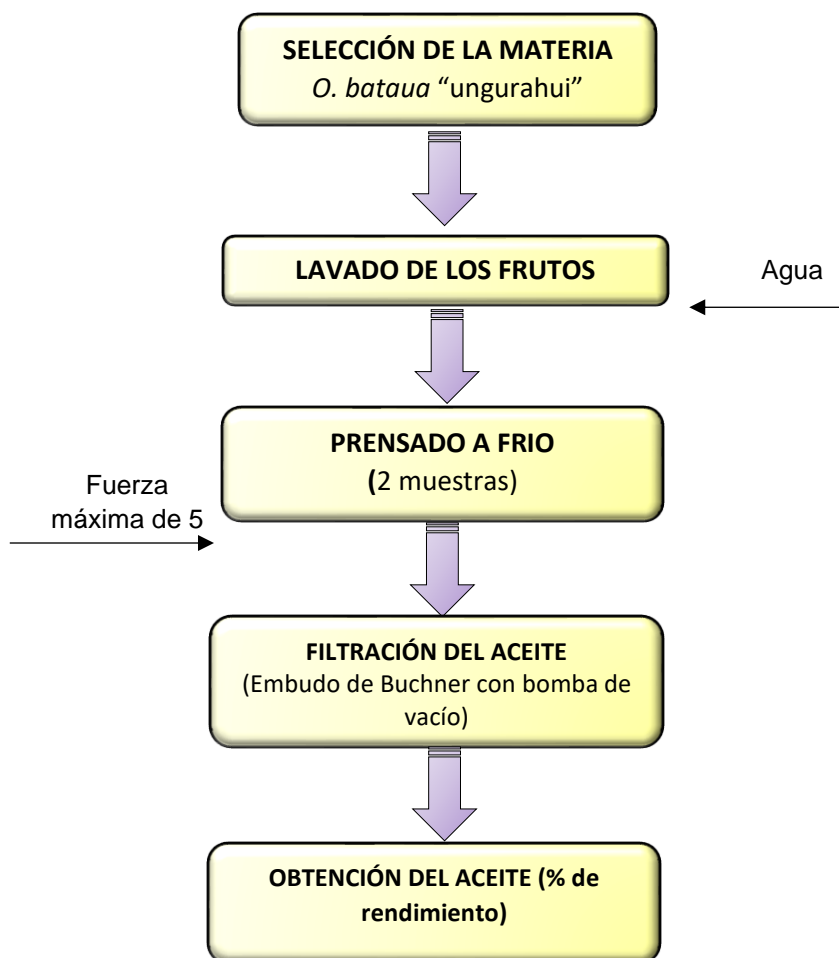 SELECCIÓN DE LA MATERIA
O. bataua “ungurahui”
LAVADO DE LOS FRUTOS
Agua
PRENSADO A FRIO
(2 muestras)
Fuerza
máxima de 5
FILTRACIÓN DEL ACEITE
(Embudo de Buchner con bomba de
vacío)
OBTENCIÓN DEL ACEITE (% de
rendimiento)